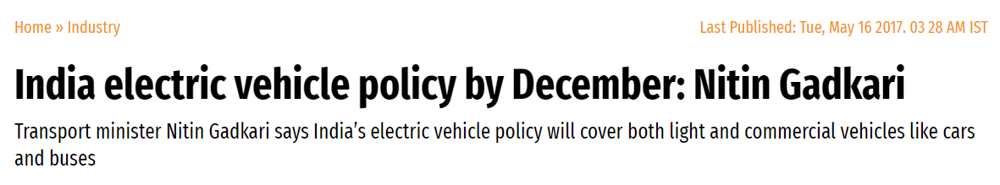 Home » Industry
Last Published: Tue, May 16 2017. 03 28 AM IST
India electric vehicle policy by December: Nitin Gadkari
Transport minister Nitin Gadkari says India’s electric vehicle policy will cover both light and commercial vehicles like cars
and buses